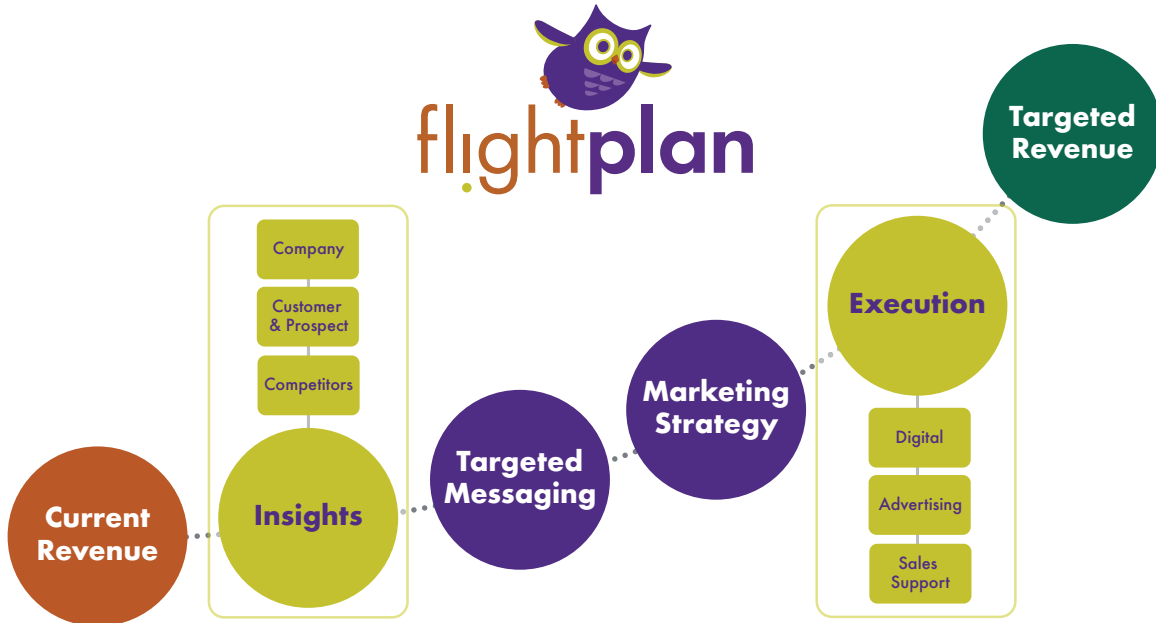 flightplan
Targeted
Revenue
Company
Customer
& Prospect
Competitors
Execution
Marketing
Strategy
Digital
Targeted
Messaging
Advertising
Insights
Current
Revenue
Sales
Support